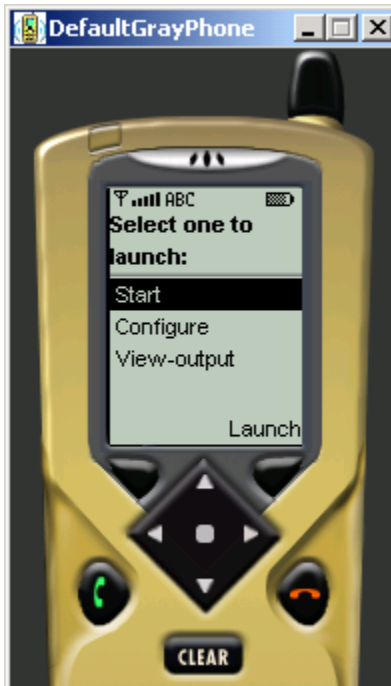 DefaultGrayPhone
ABC
Select one to
launch:
Start
Configure
View-output
Launch
CLEAR